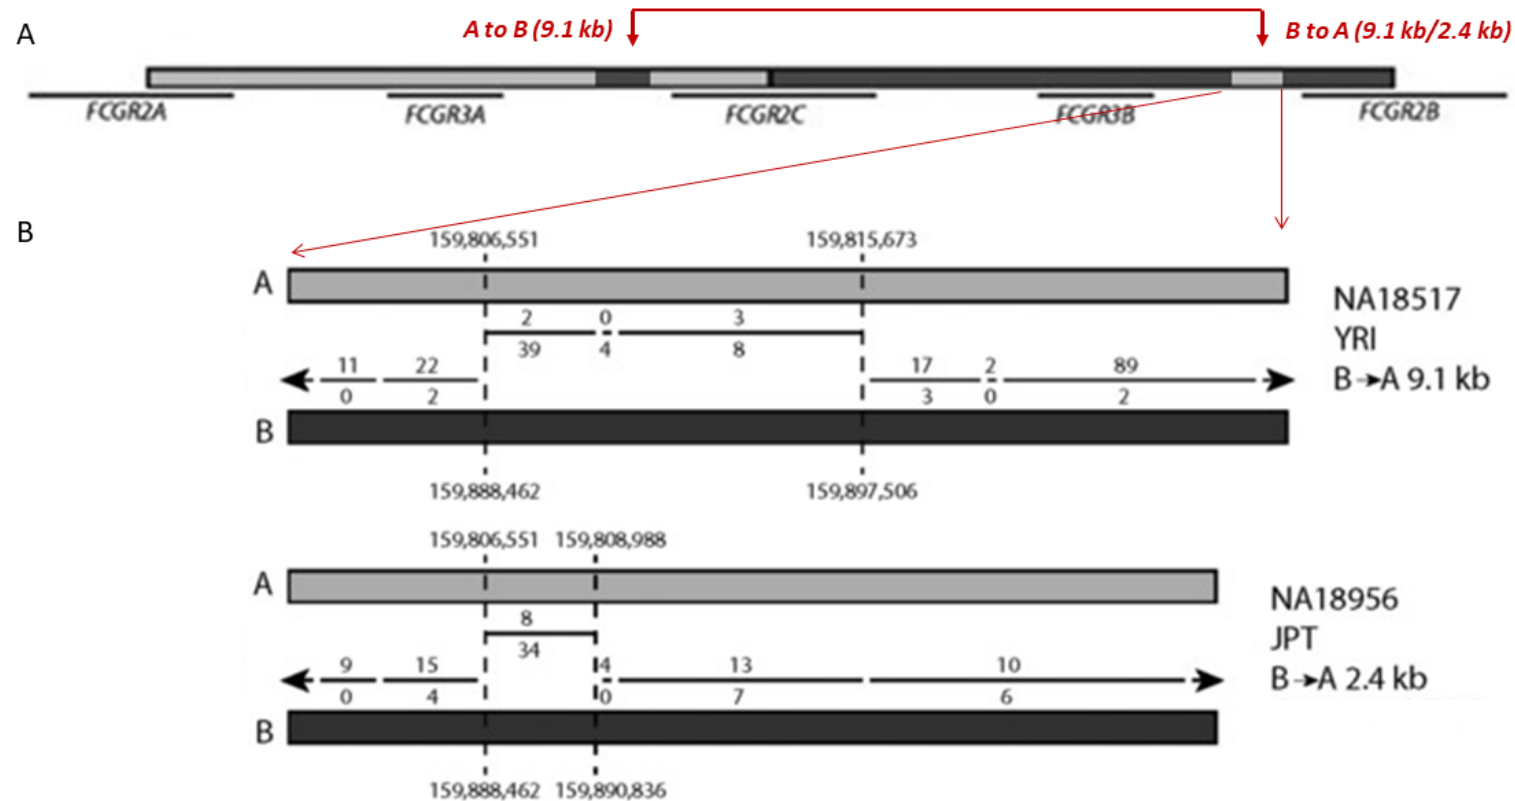 A
A to B (9.1 kb)
B to A (9.1 kb/2.4 kb)
FCGR2A
FCGR3A
FCGR2C
FCGR3B
FCGR2B
B
159,806,551
159,815,673
A
2 0 3
39 4 8
11 22 17 2 89
0 2 3 0 2
B
159,888,462
159,897,506
NA18517
YRI
B→A 9.1 kb
159,806,551
159,808,988
A
8
34
9 15 4 13 10
0 4 0 7 6
B
159,888,462
159,890,836
NA18956
JPT
B→A 2.4 kb